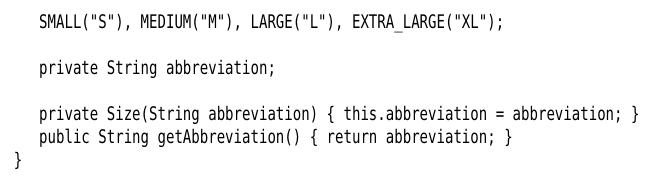 SMALL("S"), MEDIUM("M"), LARGE("L"), EXTRA_LARGE("XL");
private String abbreviation;
private Size(String abbreviation) { this.abbreviation = abbreviation; }
public String getAbbreviation() { return abbreviation; }
}